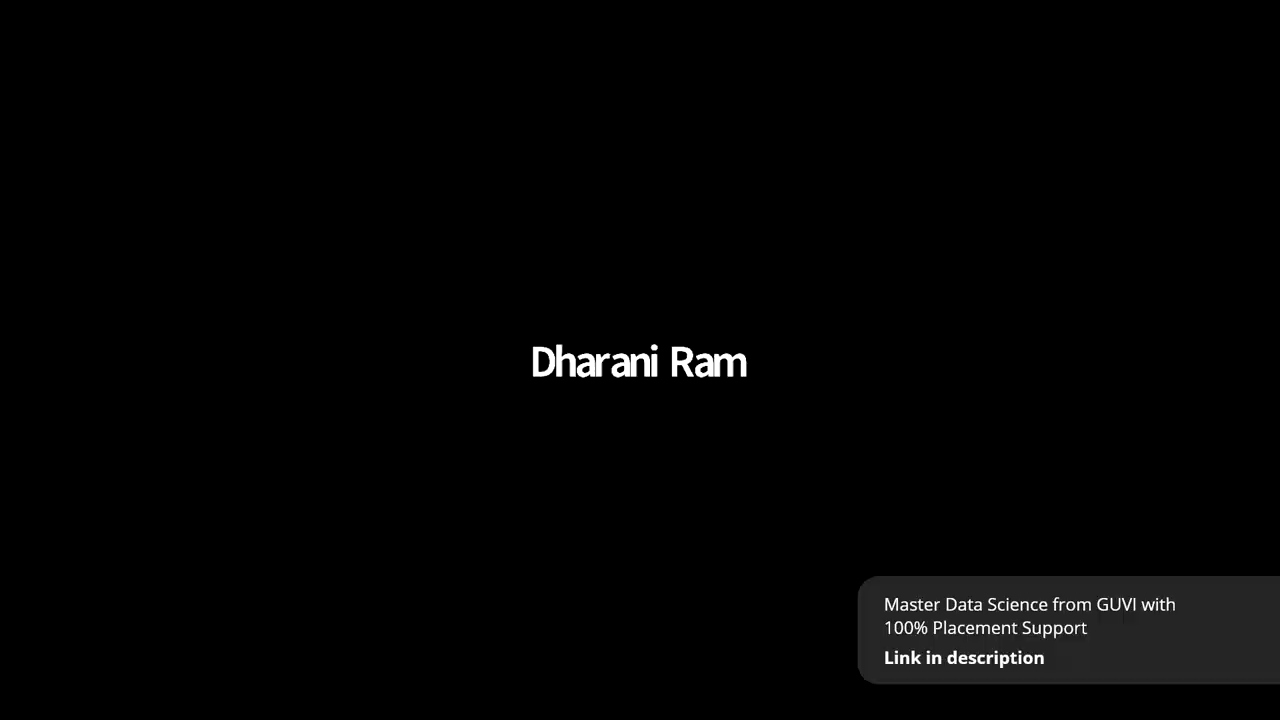 Dharani Ram
Master Data Science from GUVI with
100% Placement Support
Link in description